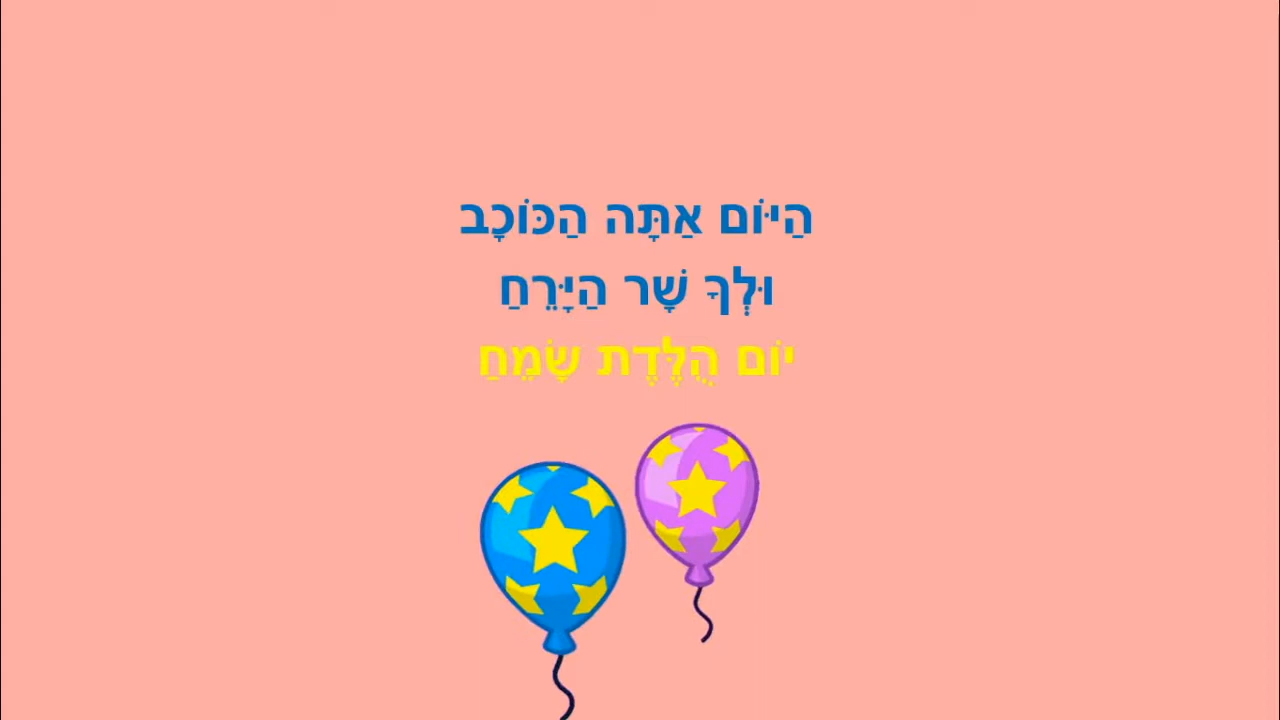 הַיּוֹם אַתָּה הַכּוֹכָב
וּלְךָ שָׁר הַיָּרֵחַ
יוֹם הֻלֶּדֶת שָׂמֵחַ